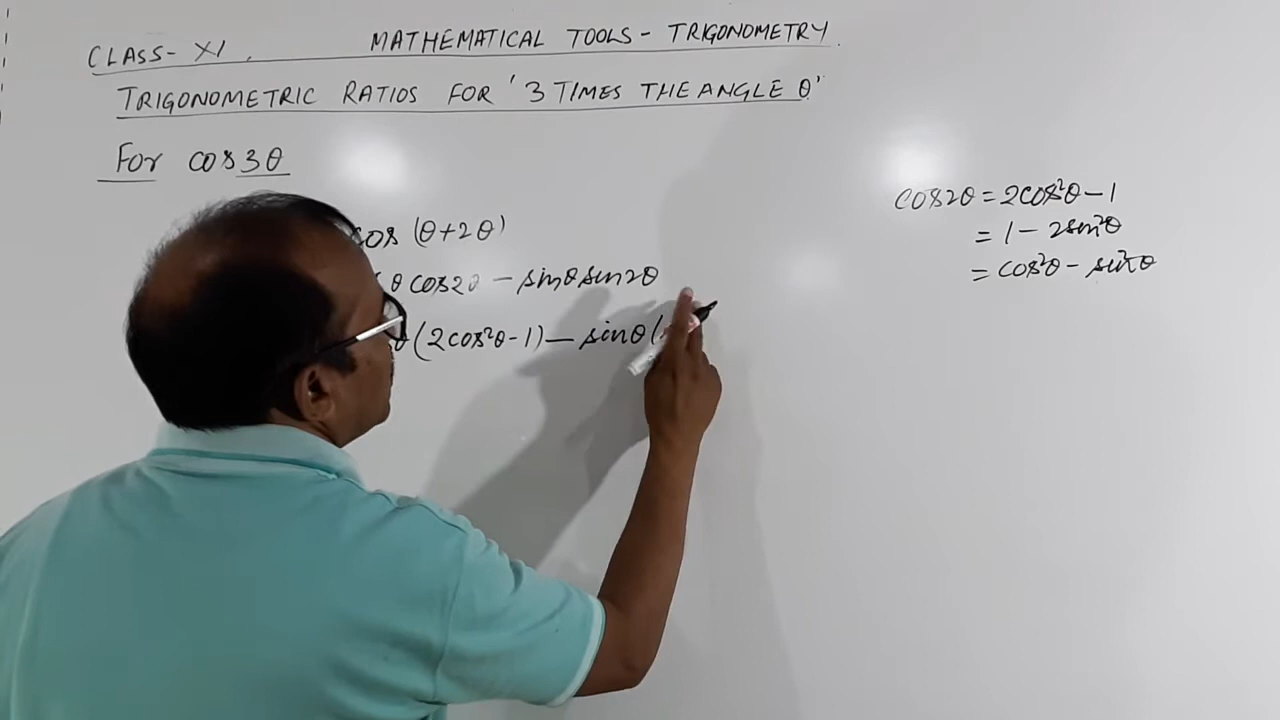 CLASS- XI. MATHEMATICAL TOOLS - TRIGONOMETRY.
TRIGONOMETRIC RATIOS FOR '3 TIMES THE ANGLE θ'
For cos3θ
cos(θ+2θ)
θ cos2θ - sinθ sin2θ
θ(2cos²θ-1) - sinθ(
cos2θ = 2cos²θ-1
= 1 - 2sin²θ
= cos²θ - sin²θ